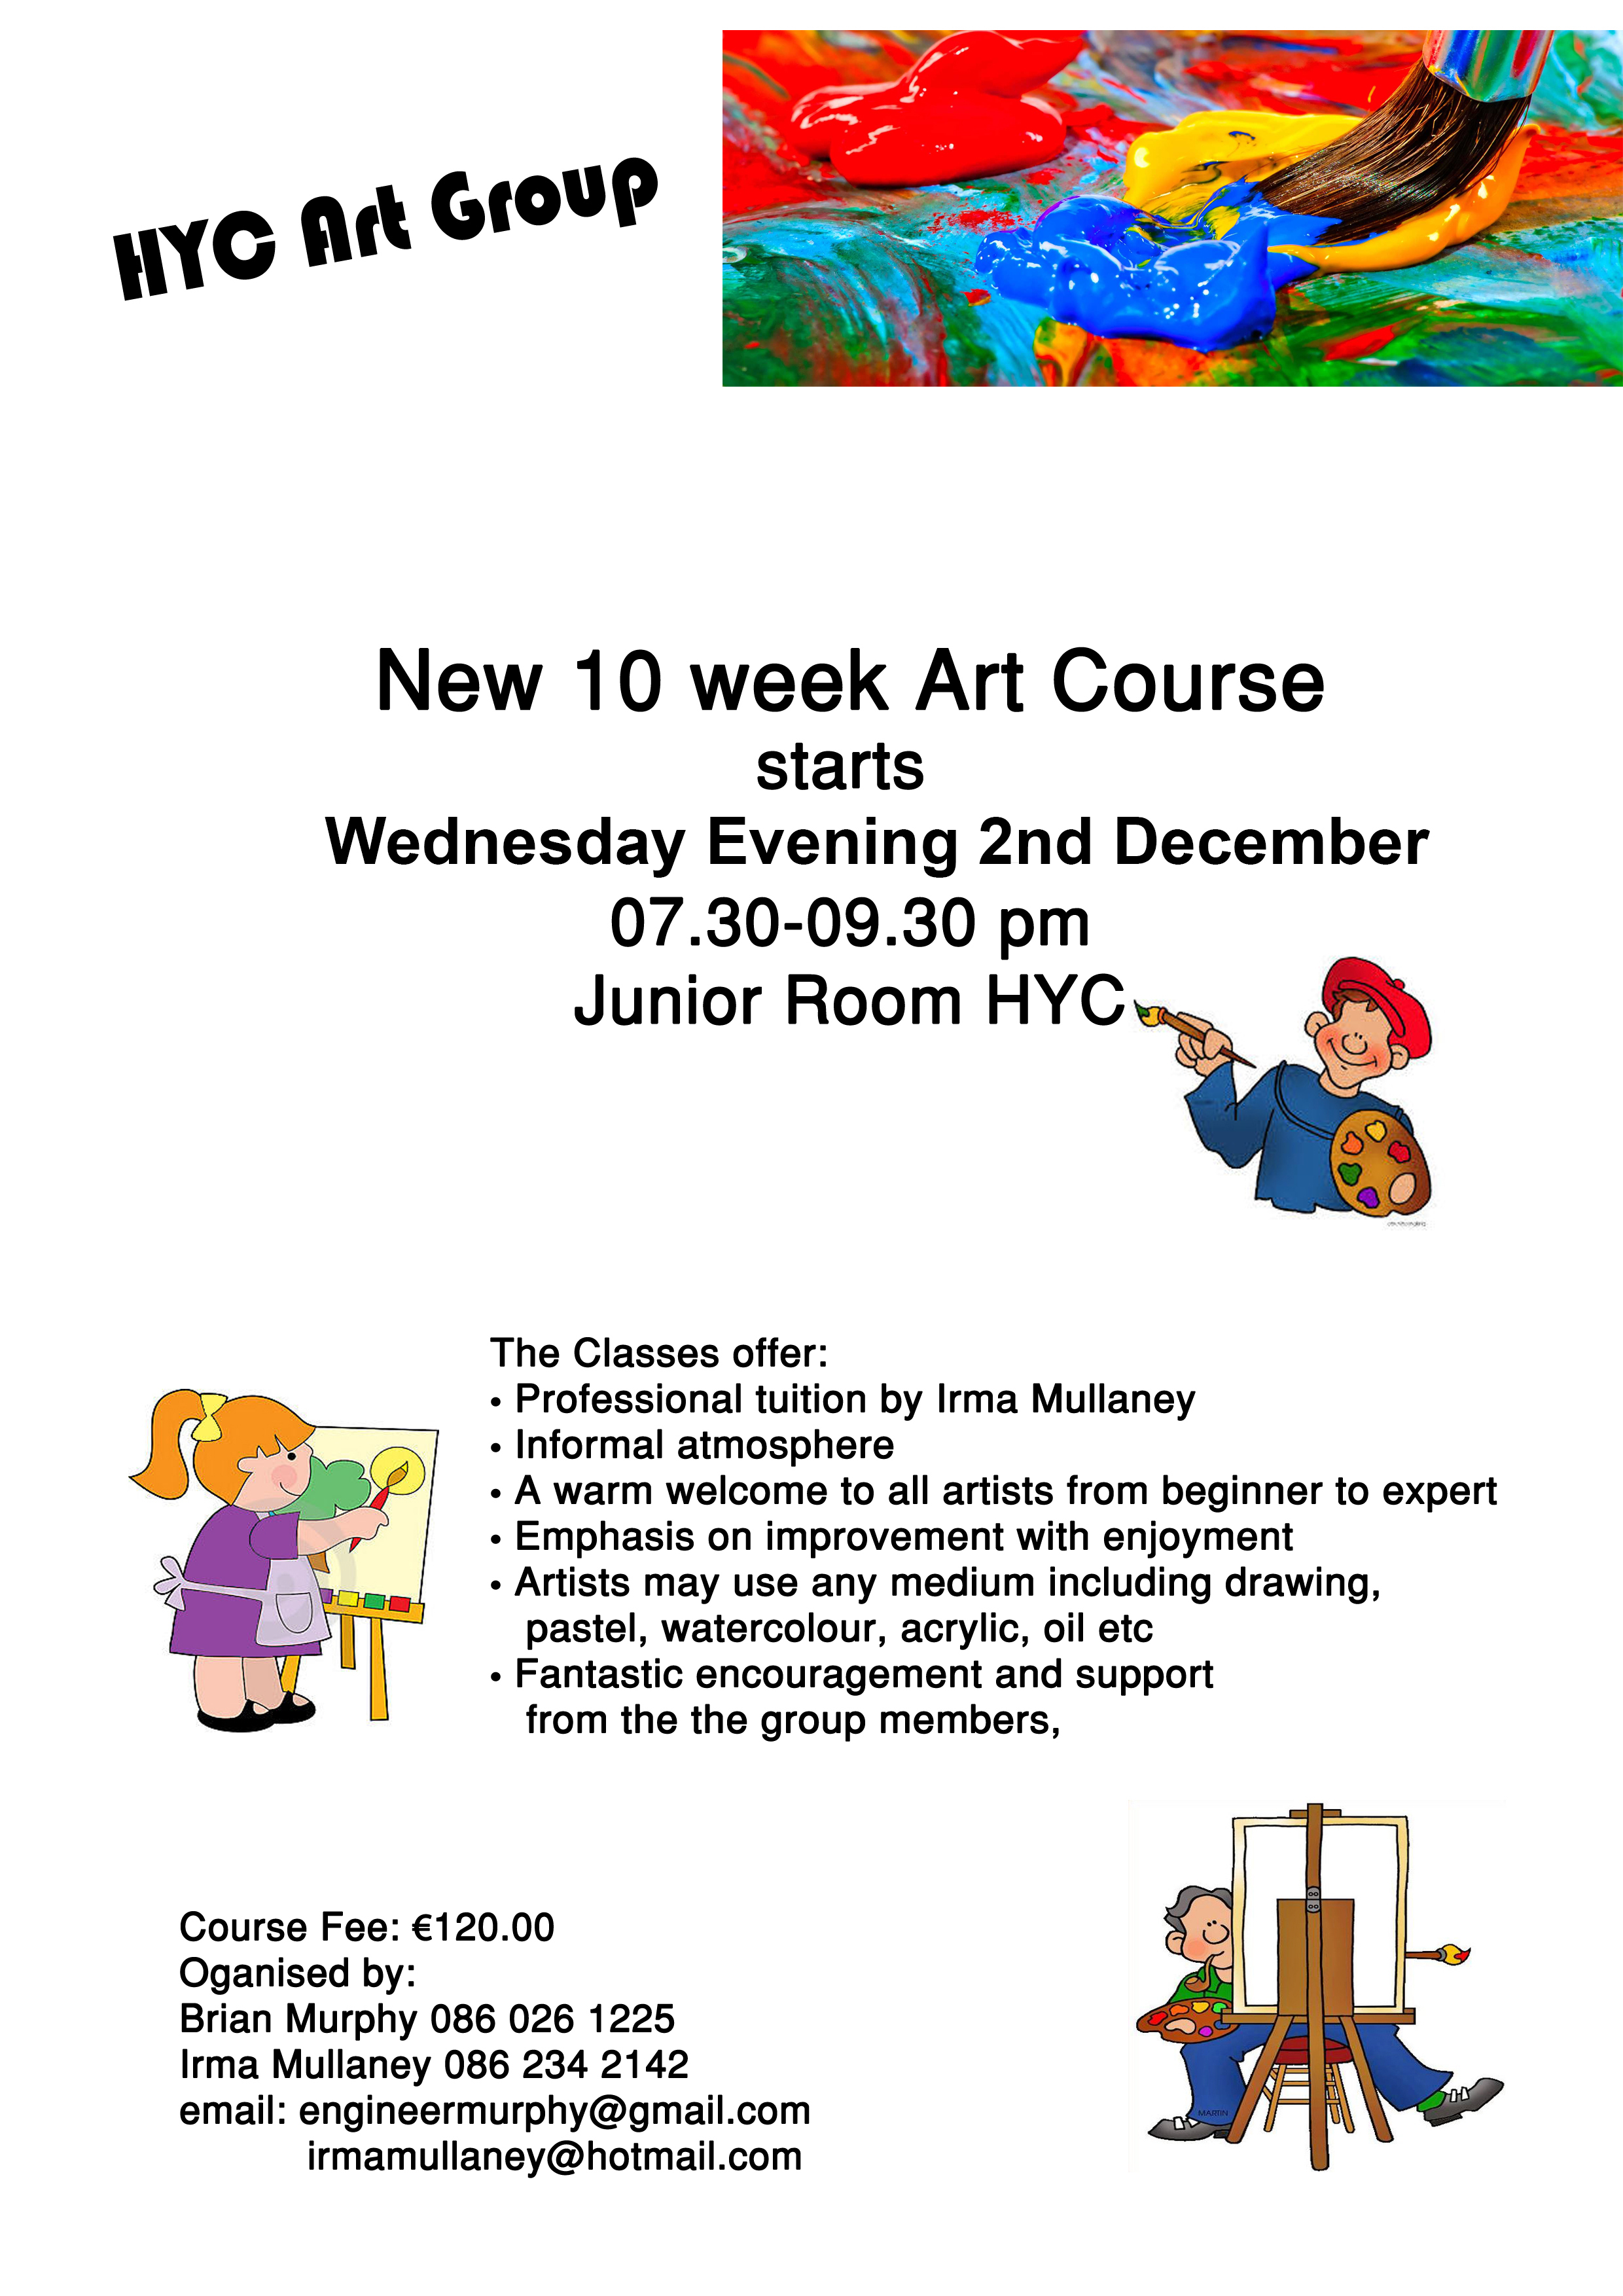 HYC Art Group
New 10 week Art Course
starts
Wednesday Evening 2nd December
07.30-09.30 pm
Junior Room HYC
The Classes offer:
• Professional tuition by Irma Mullaney
• Informal atmosphere
• A warm welcome to all artists from beginner to expert
• Emphasis on improvement with enjoyment
• Artists may use any medium including drawing,
pastel, watercolour, acrylic, oil etc
• Fantastic encouragement and support
from the the group members,
Course Fee: €120.00
Oganised by:
Brian Murphy 086 026 1225
Irma Mullaney 086 234 2142
email: engineermurphy@gmail.com
irmamullaney@hotmail.com
MARTIN